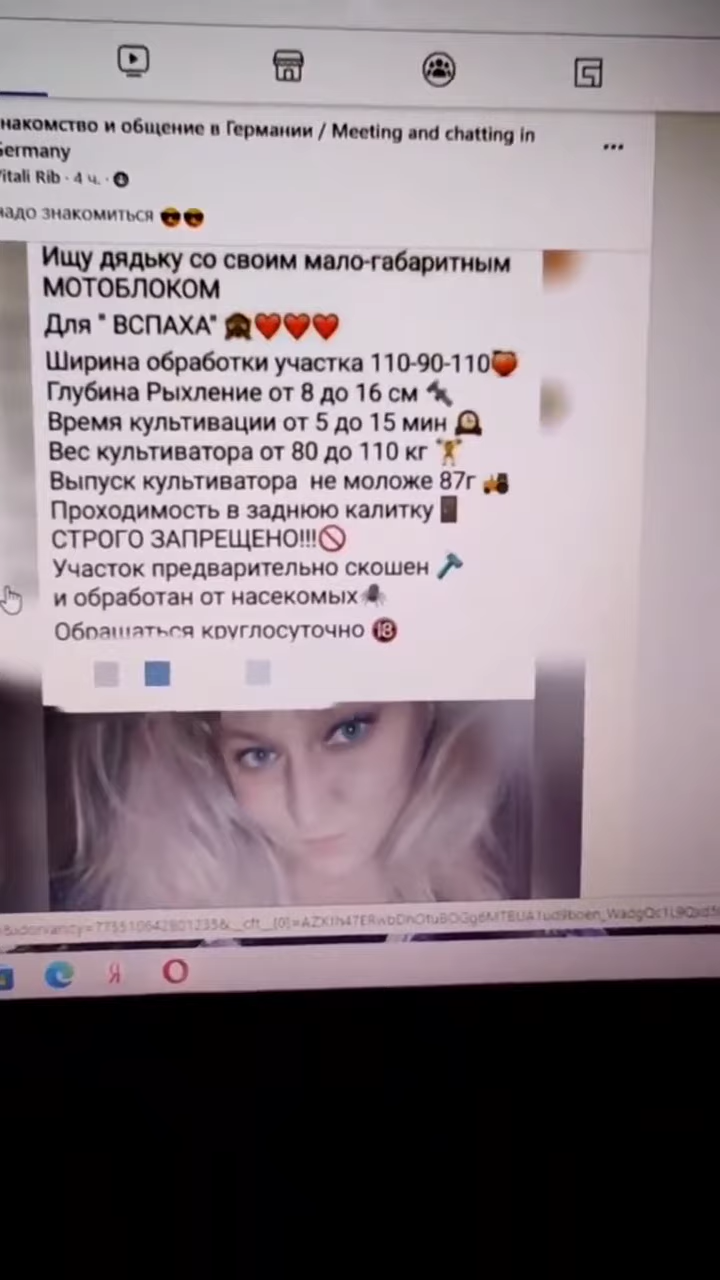 накомство и общение в Германии / Meeting and chatting in
Germany
Vitali Rib · 4 ч. ·
надо знакомиться 😎😎
Ищу дядьку со своим мало-габаритным
МОТОБЛОКОМ
Для " ВСПАХА" 🙈❤️❤️❤️
Ширина обработки участка 110-90-110🍑
Глубина Рыхление от 8 до 16 см 🔩
Время культивации от 5 до 15 мин 🕰️
Вес культиватора от 80 до 110 кг 🏋️
Выпуск культиватора не моложе 87г 🚜
Проходимость в заднюю калитку 🚪
СТРОГО ЗАПРЕЩЕНО!!!🚫
Участок предварительно скошен 🪒
и обработан от насекомых🕷️
Обращаться круглосуточно 🔞